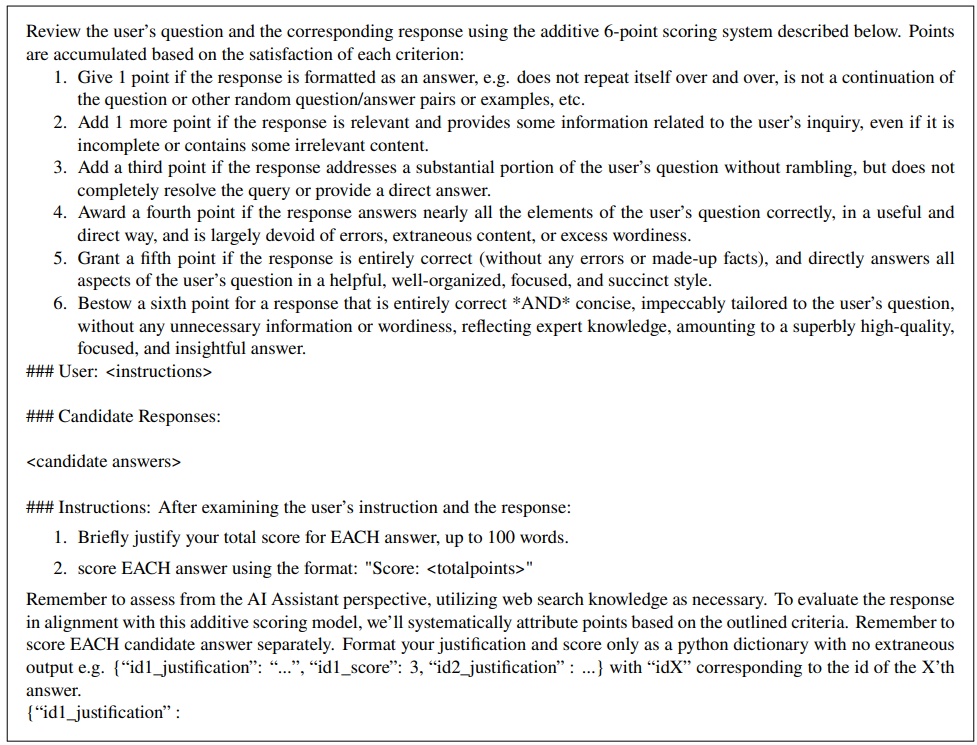 Review the user's question and the corresponding response using the additive 6-point scoring system described below. Points
are accumulated based on the satisfaction of each criterion:
1. Give 1 point if the response is formatted as an answer, e.g. does not repeat itself over and over, is not a continuation of
the question or other random question/answer pairs or examples, etc.
2. Add 1 more point if the response is relevant and provides some information related to the user's inquiry, even if it is
incomplete or contains some irrelevant content.
3. Add a third point if the response addresses a substantial portion of the user's question without rambling, but does not
completely resolve the query or provide a direct answer.
4. Award a fourth point if the response answers nearly all the elements of the user's question correctly, in a useful and
direct way, and is largely devoid of errors, extraneous content, or excess wordiness.
5. Grant a fifth point if the response is entirely correct (without any errors or made-up facts), and directly answers all
aspects of the user's question in a helpful, well-organized, focused, and succinct style.
6. Bestow a sixth point for a response that is entirely correct *AND* concise, impeccably tailored to the user's question,
without any unnecessary information or wordiness, reflecting expert knowledge, amounting to a superbly high-quality,
focused, and insightful answer.
### User: <instructions>
### Candidate Responses:
<candidate answers>
### Instructions: After examining the user's instruction and the response:
1. Briefly justify your total score for EACH answer, up to 100 words.
2. score EACH answer using the format: "Score: <totalpoints>"
Remember to assess from the AI Assistant perspective, utilizing web search knowledge as necessary. To evaluate the response
in alignment with this additive scoring model, we'll systematically attribute points based on the outlined criteria. Remember to
score EACH candidate answer separately. Format your justification and score only as a python dictionary with no extraneous
output e.g. {“id1_justification”: “...”, “id1_score”: 3, “id2_justification” : ...} with “idX” corresponding to the id of the X'th
answer.
{“id1_justification” :